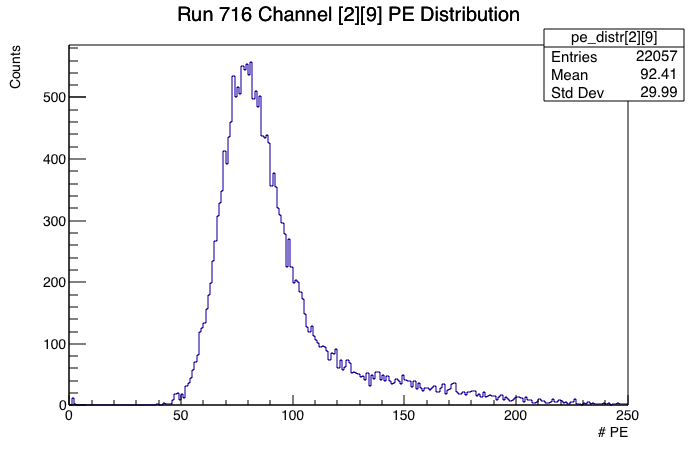 Run 716 Channel [2][9] PE Distribution
pe_distr[2][9]
Entries 22057
Mean 92.41
Std Dev 29.99
Counts
500
400
300
200
100
0
0 50 100 150 200 250
# PE